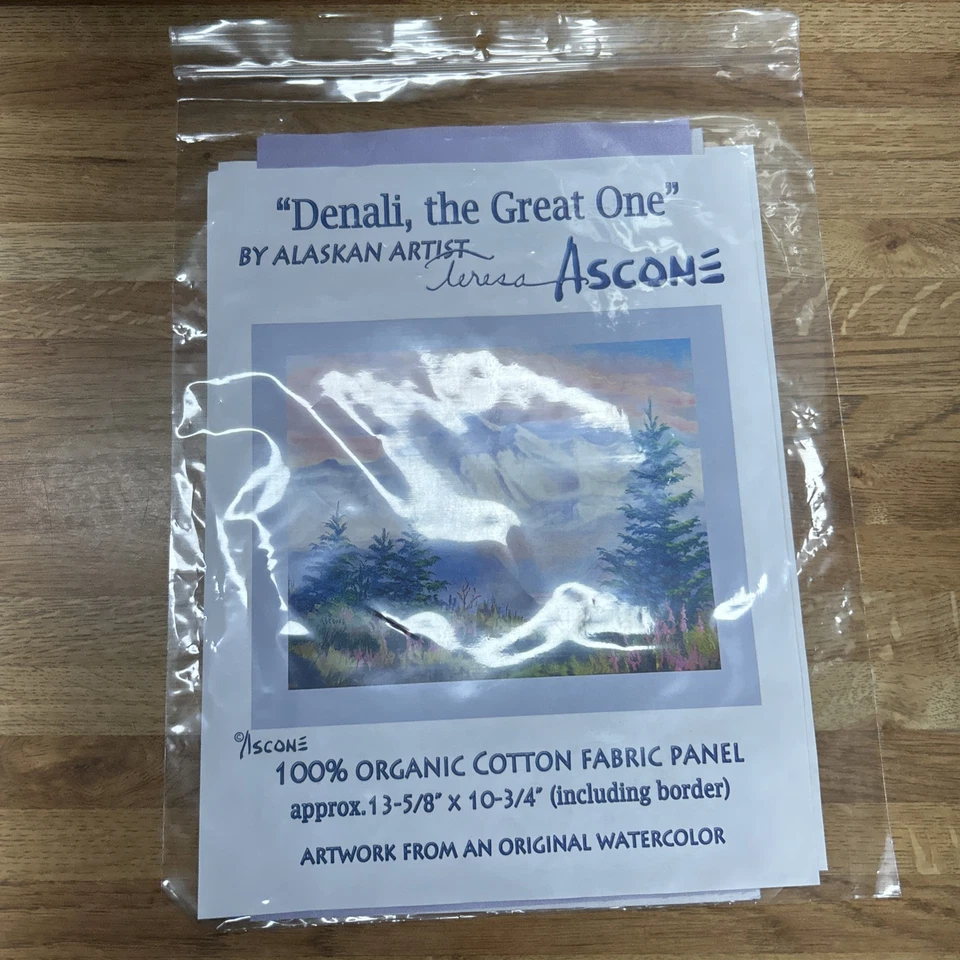 “Denali, the Great One”
BY ALASKAN ARTIST
Teresa ASCONE
©ASCONE
100% ORGANIC COTTON FABRIC PANEL
approx. 13-5/8" X 10-3/4" (including border)
ARTWORK FROM AN ORIGINAL WATERCOLOR